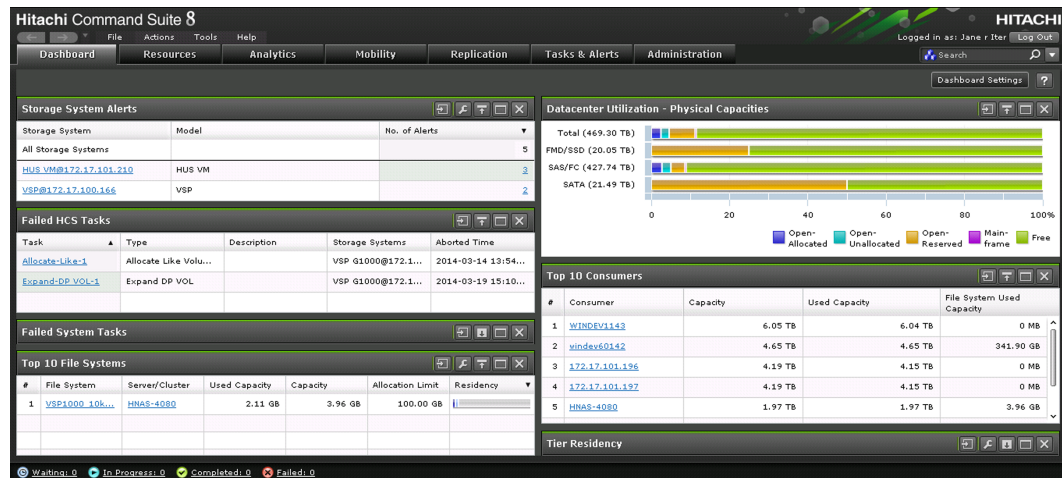 Hitachi Command Suite 8
HITACHI
File Actions Tools Help
Logged in as: Jane r Iter Log Out
Dashboard Resources Analytics Mobility Replication Tasks & Alerts Administration
Search
Dashboard Settings ?
Storage System Alerts
Storage System Model No. of Alerts
All Storage Systems 5
HUS VM@172.17.101.210 HUS VM 3
VSP@172.17.100.166 VSP 2
Failed HCS Tasks
Task Type Description Storage Systems Aborted Time
Allocate-Like-1 Allocate Like Volu... VSP G1000@172.1... 2014-03-14 13:54...
Expand-DP VOL-1 Expand DP VOL VSP G1000@172.1... 2014-03-19 15:10...
Failed System Tasks
Top 10 File Systems
# File System Server/Cluster Used Capacity Capacity Allocation Limit Residency
1 VSP1000_10k... HNAS-4080 2.11 GB 3.96 GB 100.00 GB
Datacenter Utilization - Physical Capacities
Total (469.30 TB)
FMD/SSD (20.05 TB)
SAS/FC (427.74 TB)
SATA (21.49 TB)
0 20 40 60 80 100%
Open-Allocated Open-Unallocated Open-Reserved Main-frame Free
Top 10 Consumers
# Consumer Capacity Used Capacity File System Used Capacity
1 WINDEV1143 6.05 TB 6.04 TB 0 MB
2 vindev60142 4.65 TB 4.65 TB 341.90 GB
3 172.17.101.196 4.19 TB 4.15 TB 0 MB
4 172.17.101.197 4.19 TB 4.15 TB 0 MB
5 HNAS-4080 1.97 TB 1.97 TB 3.96 GB
Tier Residency
Waiting: 0 In Progress: 0 Completed: 0 Failed: 0